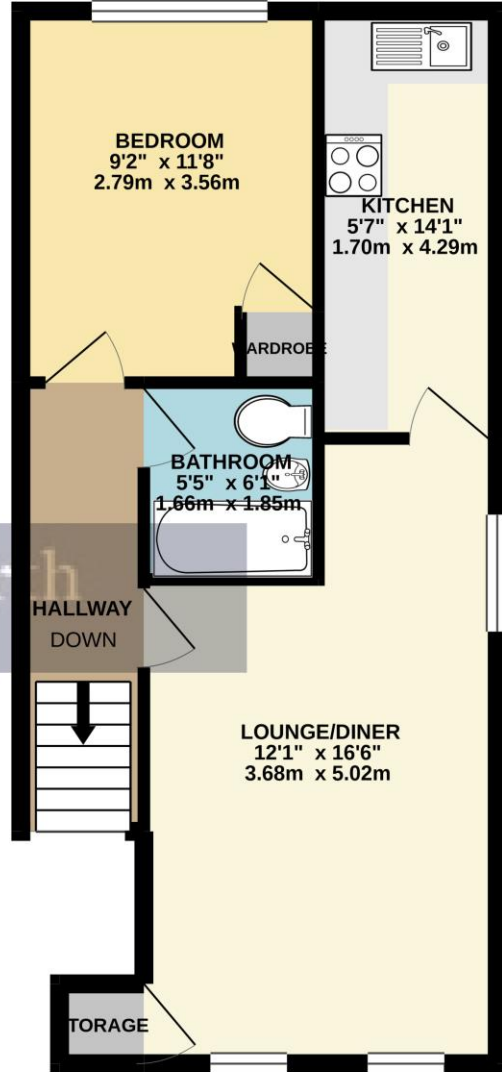 BEDROOM
9'2" x 11'8"
2.79m x 3.56m
KITCHEN
5'7" x 14'1"
1.70m x 4.29m
WARDROBE
BATHROOM
5'5" x 6'1"
1.66m x 1.85m
HALLWAY
DOWN
LOUNGE/DINER
12'1" x 16'6"
3.68m x 5.02m
TORAGE